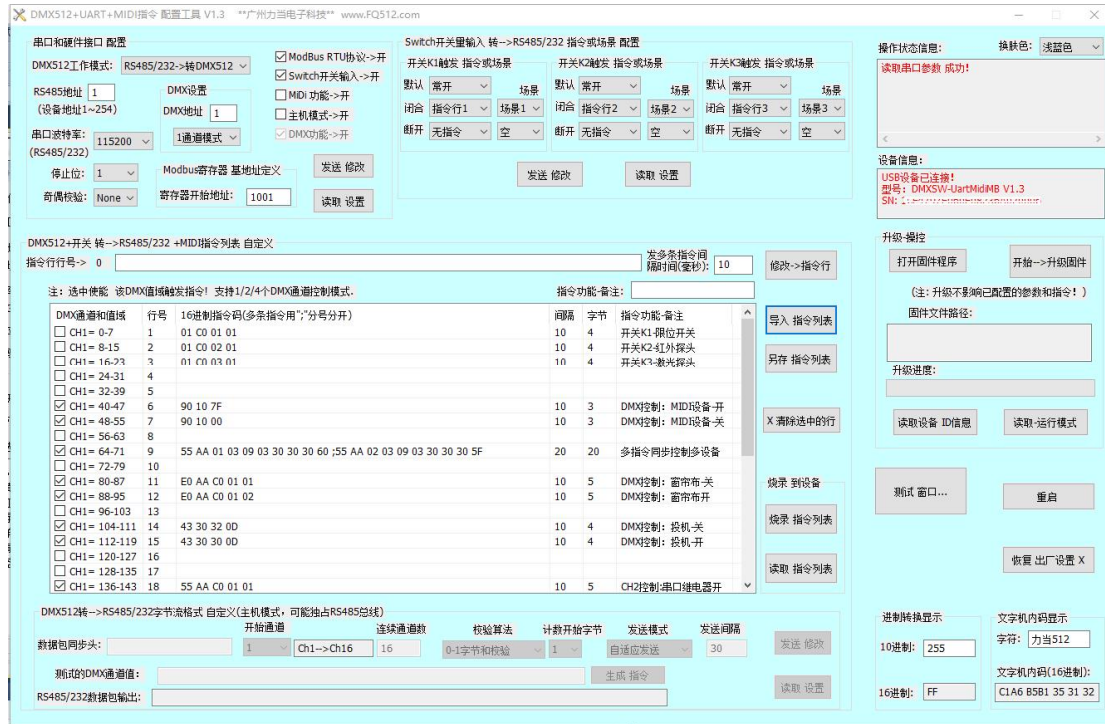 DMX512+UART+MIDI指令 配置工具 V1.3 **广州力当电子科技** www.FQ512.com
串口和硬件接口 配置
DMX512工作模式: RS485/232->转DMX512
RS485地址 1
(设备地址1~254)
DMX设置
DMX地址 1
1通道模式
串口波特率: 115200
(RS485/232)
停止位: 1
奇偶校验: None
ModBus RTU协议->开
Switch开关输入->开
MiDi 功能->开
主机模式->开
DMX功能->开
Modbus寄存器 基地址定义
寄存器开始地址: 1001
发送 修改
读取 设置
Switch开关量输入 转-->RS485/232 指令或场景 配置
开关K1触发 指令或场景
默认 常开 场景
闭合 指令行1 场景1
断开 无指令 空
开关K2触发 指令或场景
默认 常开 场景
闭合 指令行2 场景2
断开 无指令 空
开关K3触发 指令或场景
默认 常开 场景
闭合 指令行3 场景3
断开 无指令 空
发送 修改 读取 设置
操作状态信息: 换肤色: 浅蓝色
读取串口参数 成功!
设备信息:
USB设备已连接!
型号: DMXSW-UartMidiMB V1.3
SN:
DMX512+开关 转-->RS485/232 +MIDI指令列表 自定义
指令行行号-> 0
发多条指令间
隔时间(毫秒): 10
修改->指令行
注: 选中使能 该DMX值域触发指令! 支持1/2/4个DMX通道控制模式.
指令功能-备注:
DMX通道和值域 行号 16进制指令码(多条指令用";"分号分开) 间隔 字节 指令功能-备注
CH1= 0-7 1 01 C0 01 01 10 4 开关K1-限位开关
CH1= 8-15 2 01 C0 02 01 10 4 开关K2-红外探头
CH1= 16-23 3 01 C0 03 01 10 4 开关K3-激光探头
CH1= 24-31 4
CH1= 32-39 5
CH1= 40-47 6 90 10 7F 10 3 DMX控制: MIDI设备-开
CH1= 48-55 7 90 10 00 10 3 DMX控制: MIDI设备-关
CH1= 56-63 8
CH1= 64-71 9 55 AA 01 03 09 03 30 30 30 60 ;55 AA 02 03 09 03 30 30 30 5F 20 20 多指令同步控制多设备
CH1= 72-79 10
CH1= 80-87 11 E0 AA C0 01 01 10 5 DMX控制: 窗帘布-关
CH1= 88-95 12 E0 AA C0 01 02 10 5 DMX控制: 窗帘布开
CH1= 96-103 13
CH1= 104-111 14 43 30 32 0D 10 4 DMX控制: 投机-关
CH1= 112-119 15 43 30 30 0D 10 4 DMX控制: 投机-开
CH1= 120-127 16
CH1= 128-135 17
CH1= 136-143 18 55 AA C0 01 01 10 5 CH2控制:串口继电器开
导入 指令列表
另存 指令列表
X 清除选中的行
烧录 到设备
烧录 指令列表
读取 指令列表
升级-操控
打开固件程序 开始-->升级固件
(注: 升级不影响已配置的参数和指令! )
固件文件路径:
升级进度:
读取设备 ID信息 读取-运行模式
测试 窗口... 重启
恢复 出厂设置 X
DMX512转-->RS485/232字节流格式 自定义(主机模式, 可能独占RS485总线)
开始通道 连续通道数 校验算法 计数开始字节 发送模式 发送间隔
数据包同步头: 1 Ch1-->Ch16 16 0-1字节和校验 1 自适应发送 30 发送 修改
测试的DMX通道值: 生成 指令
RS485/232数据包输出: 读取 设置
进制转换显示
10进制: 255
16进制: FF
文字机内码显示
字符: 力当512
文字机内码(16进制):
C1A6 B5B1 35 31 32